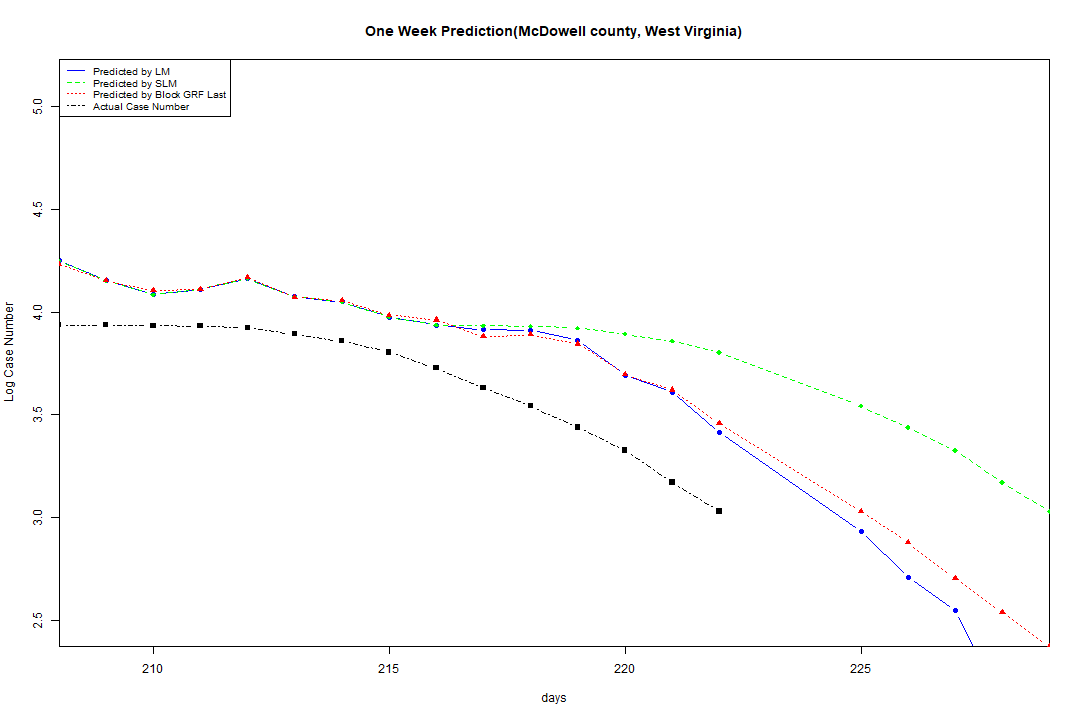 One Week Prediction(McDowell county, West Virginia)
Predicted by LM
Predicted by SLM
Predicted by Block GRF Last
Actual Case Number
5.0
4.5
4.0
3.5
3.0
2.5
Log Case Number
210
215
220
225
days